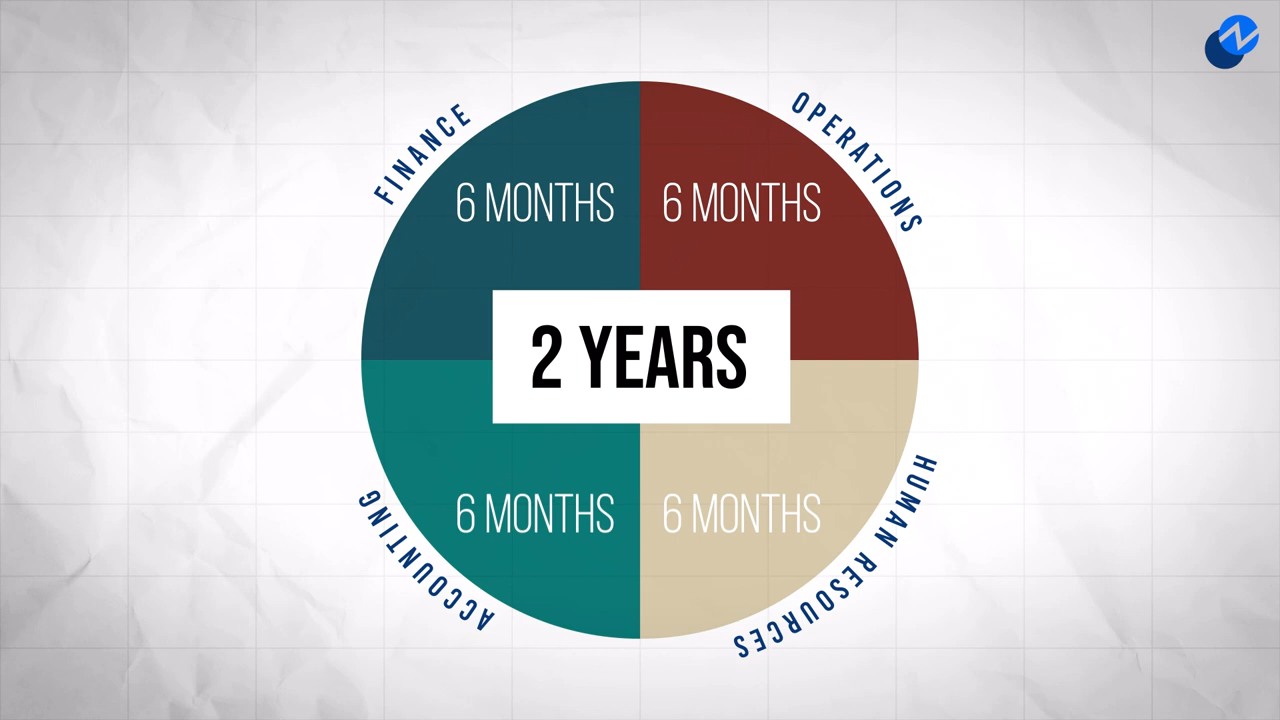 FINANCE
OPERATIONS
6 MONTHS
6 MONTHS
2 YEARS
6 MONTHS
6 MONTHS
ACCOUNTING
HUMAN RESOURCES